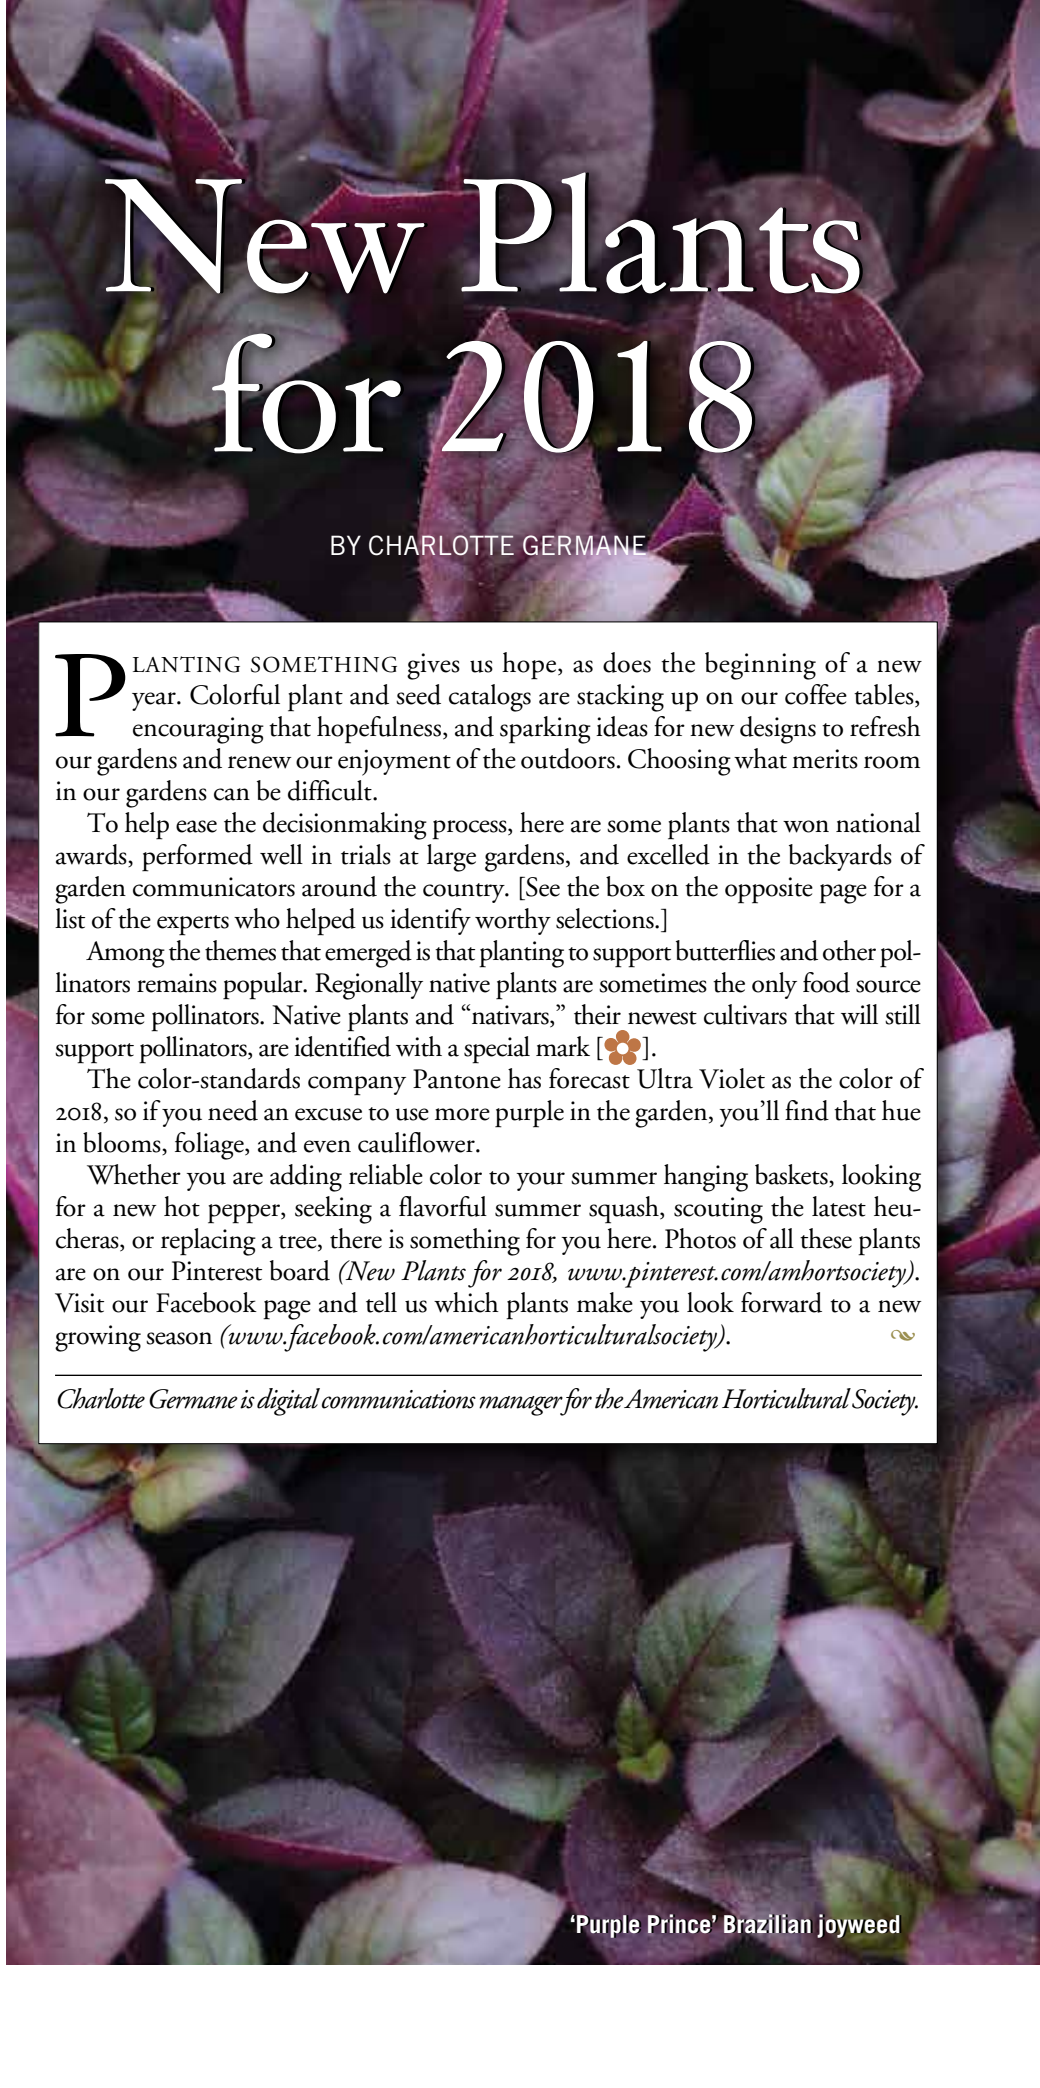 New Plants
for 2018
BY CHARLOTTE GERMANE
PLANTING SOMETHING gives us hope, as does the beginning of a new
year. Colorful plant and seed catalogs are stacking up on our coffee tables,
encouraging that hopefulness, and sparking ideas for new designs to refresh
our gardens and renew our enjoyment of the outdoors. Choosing what merits room
in our gardens can be difficult.
To help ease the decisionmaking process, here are some plants that won national
awards, performed well in trials at large gardens, and excelled in the backyards of
garden communicators around the country. [See the box on the opposite page for a
list of the experts who helped us identify worthy selections.]
Among the themes that emerged is that planting to support butterflies and other pol-
linators remains popular. Regionally native plants are sometimes the only food source
for some pollinators. Native plants and “nativars,” their newest cultivars that will still
support pollinators, are identified with a special mark [ ].
The color-standards company Pantone has forecast Ultra Violet as the color of
2018, so if you need an excuse to use more purple in the garden, you’ll find that hue
in blooms, foliage, and even cauliflower.
Whether you are adding reliable color to your summer hanging baskets, looking
for a new hot pepper, seeking a flavorful summer squash, scouting the latest heu-
cheras, or replacing a tree, there is something for you here. Photos of all these plants
are on our Pinterest board (New Plants for 2018, www.pinterest.com/amhortsociety).
Visit our Facebook page and tell us which plants make you look forward to a new
growing season (www.facebook.com/americanhorticulturalsociety).
Charlotte Germane is digital communications manager for the American Horticultural Society.
‘Purple Prince’ Brazilian joyweed